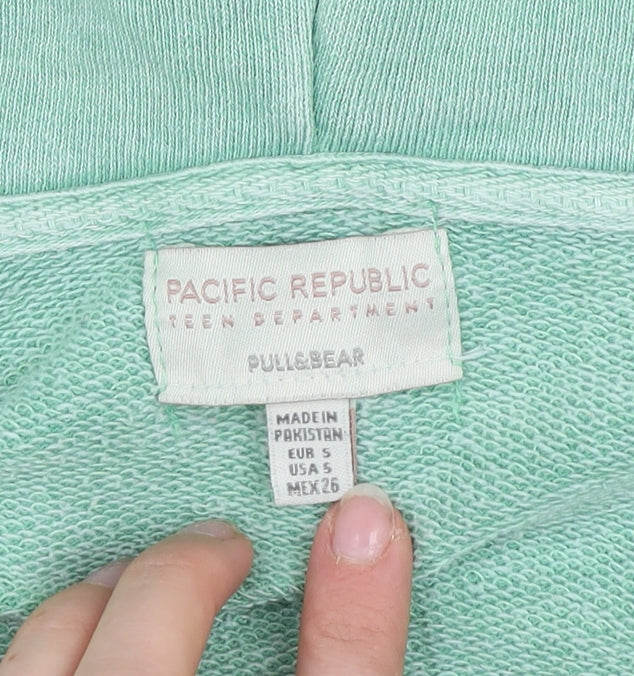 PACIFIC REPUBLIC
TEEN DEPARTMENT
PULL&BEAR
MADE IN
PAKISTAN
EUR S
USA S
MEX 26